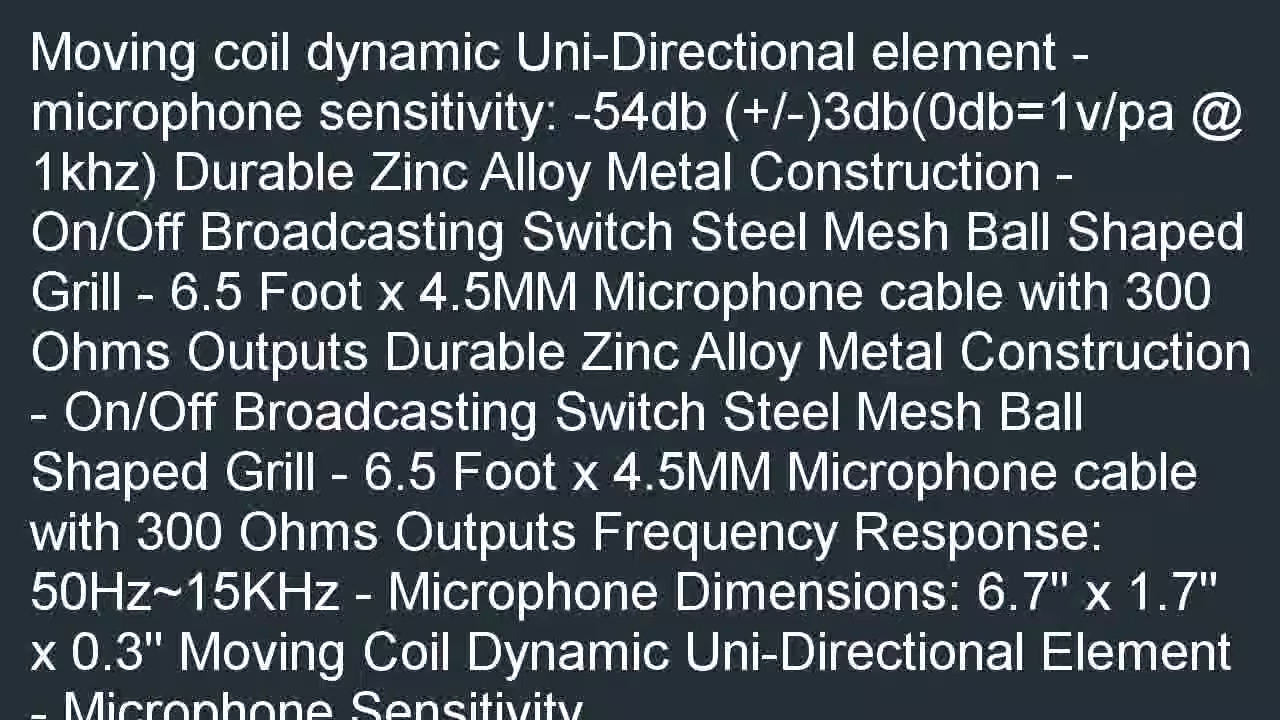 Moving coil dynamic Uni-Directional element -
microphone sensitivity: -54db (+/-)3db(0db=1v/pa @
1khz) Durable Zinc Alloy Metal Construction -
On/Off Broadcasting Switch Steel Mesh Ball Shaped
Grill - 6.5 Foot x 4.5MM Microphone cable with 300
Ohms Outputs Durable Zinc Alloy Metal Construction
- On/Off Broadcasting Switch Steel Mesh Ball
Shaped Grill - 6.5 Foot x 4.5MM Microphone cable
with 300 Ohms Outputs Frequency Response:
50Hz~15KHz - Microphone Dimensions: 6.7" x 1.7"
x 0.3" Moving Coil Dynamic Uni-Directional Element
- Microphone Sensitivity